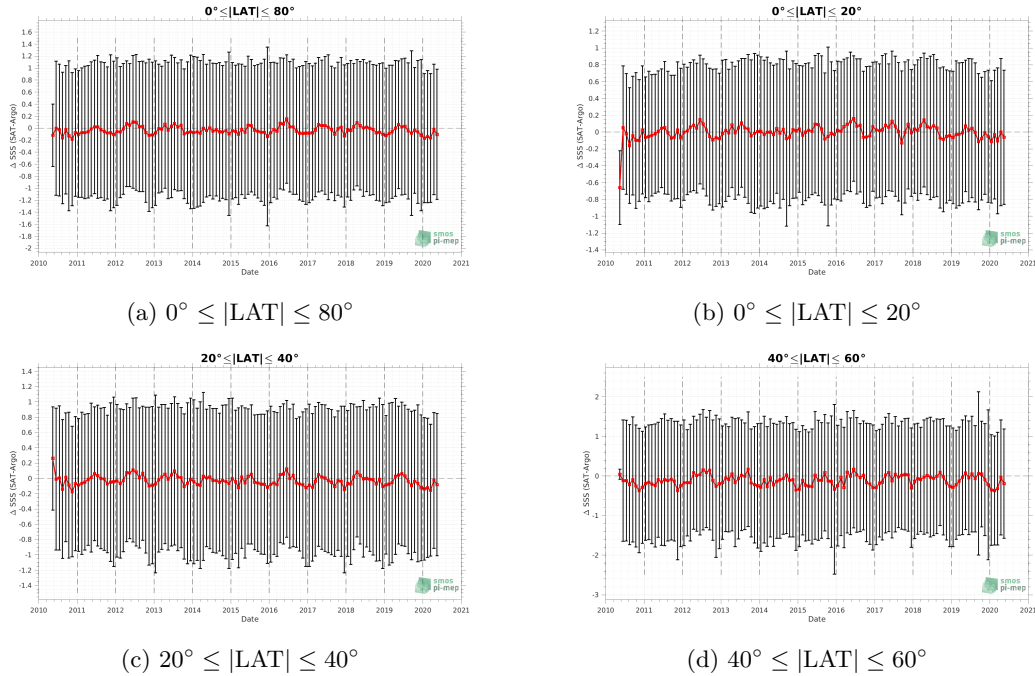 0°≤|LAT|≤ 80°
Δ SSS (SAT-Argo)
1.6
1.4
1.2
1
0.8
0.6
0.4
0.2
0
-0.2
-0.4
-0.6
-0.8
-1
-1.2
-1.4
-1.6
-1.8
-2
smos
pi-mep
2010 2011 2012 2013 2014 2015 2016 2017 2018 2019 2020 2021
Date
(a) 0° ≤ |LAT| ≤ 80°
0°≤|LAT|≤ 20°
Δ SSS (SAT-Argo)
1.2
1
0.8
0.6
0.4
0.2
0
-0.2
-0.4
-0.6
-0.8
-1
-1.2
-1.4
smos
pi-mep
2010 2011 2012 2013 2014 2015 2016 2017 2018 2019 2020 2021
Date
(b) 0° ≤ |LAT| ≤ 20°
20°≤|LAT|≤ 40°
Δ SSS (SAT-Argo)
1.4
1.2
1
0.8
0.6
0.4
0.2
0
-0.2
-0.4
-0.6
-0.8
-1
-1.2
-1.4
smos
pi-mep
2010 2011 2012 2013 2014 2015 2016 2017 2018 2019 2020 2021
Date
(c) 20° ≤ |LAT| ≤ 40°
40°≤|LAT|≤ 60°
Δ SSS (SAT-Argo)
2
1
0
-1
-2
-3
smos
pi-mep
2010 2011 2012 2013 2014 2015 2016 2017 2018 2019 2020 2021
Date
(d) 40° ≤ |LAT| ≤ 60°